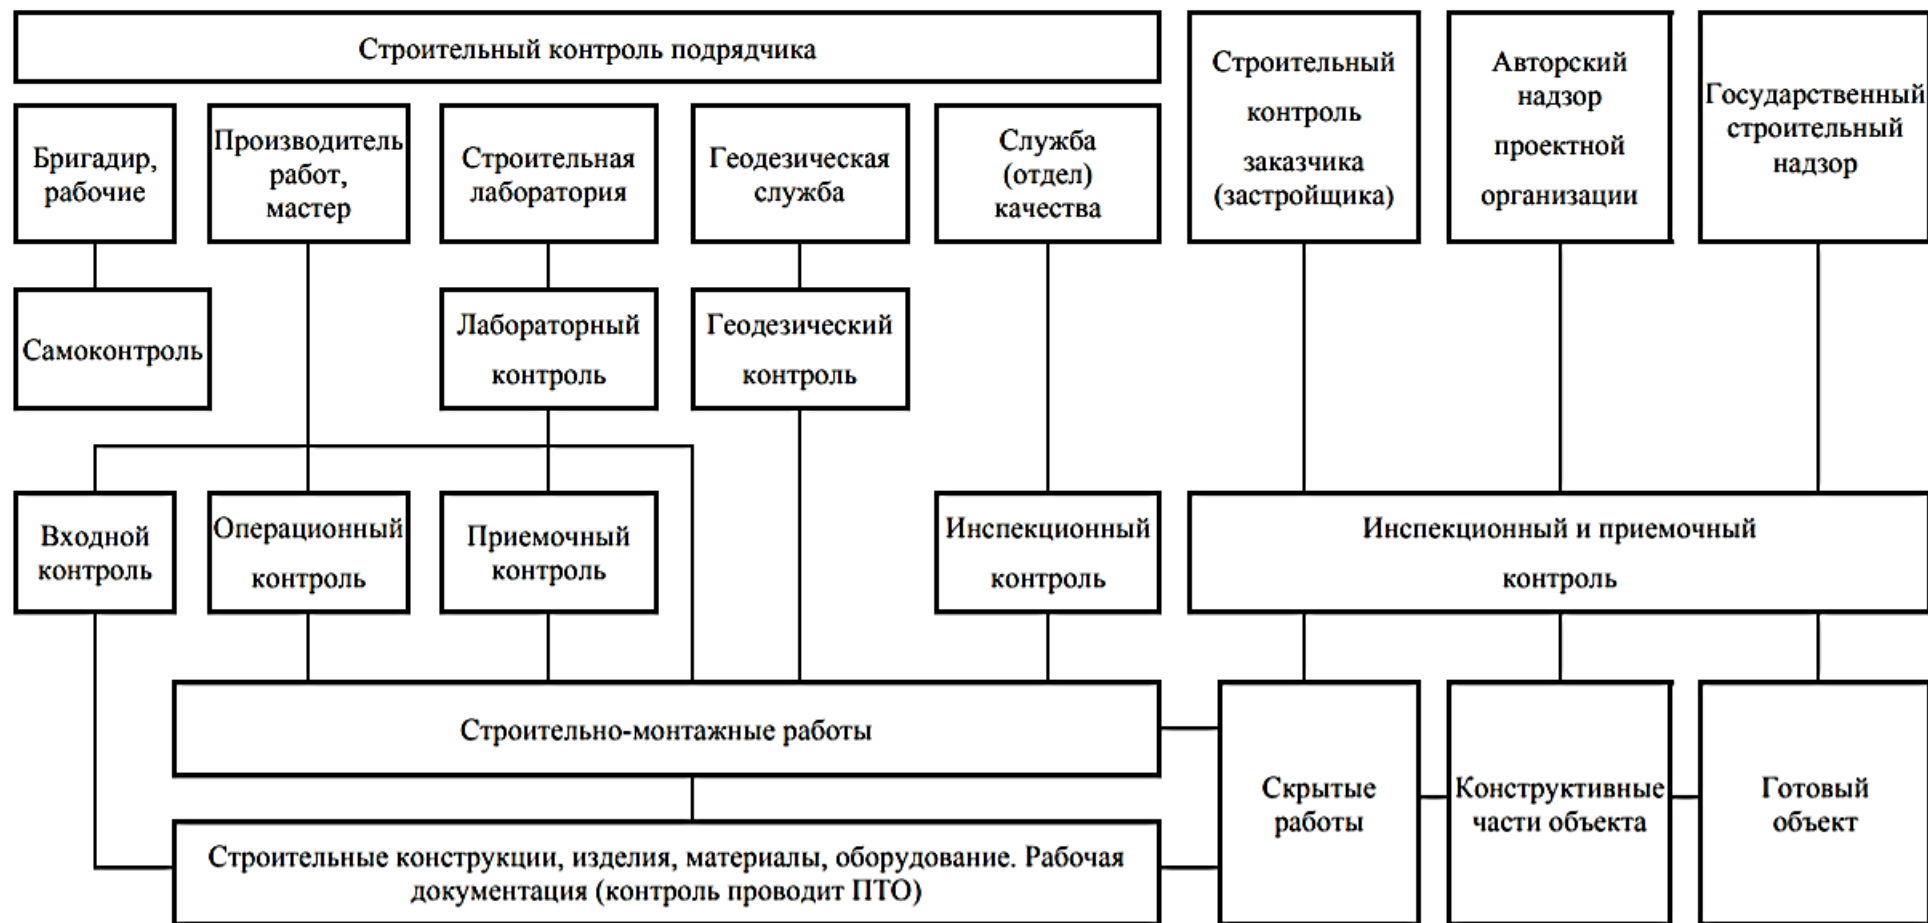 Строительный контроль подрядчика
Строительный
контроль
заказчика
(застройщика)
Авторский
надзор
проектной
организации
Государственный
строительный
надзор
Бригадир,
рабочие
Производитель
работ,
мастер
Строительная
лаборатория
Геодезическая
служба
Служба
(отдел)
качества
Самоконтроль
Лабораторный
контроль
Геодезический
контроль
Входной
контроль
Операционный
контроль
Приемочный
контроль
Инспекционный
контроль
Инспекционный и приемочный
контроль
Строительно-монтажные работы
Скрытые
работы
Конструктивные
части объекта
Готовый
объект
Строительные конструкции, изделия, материалы, оборудование. Рабочая
документация (контроль проводит ПТО)